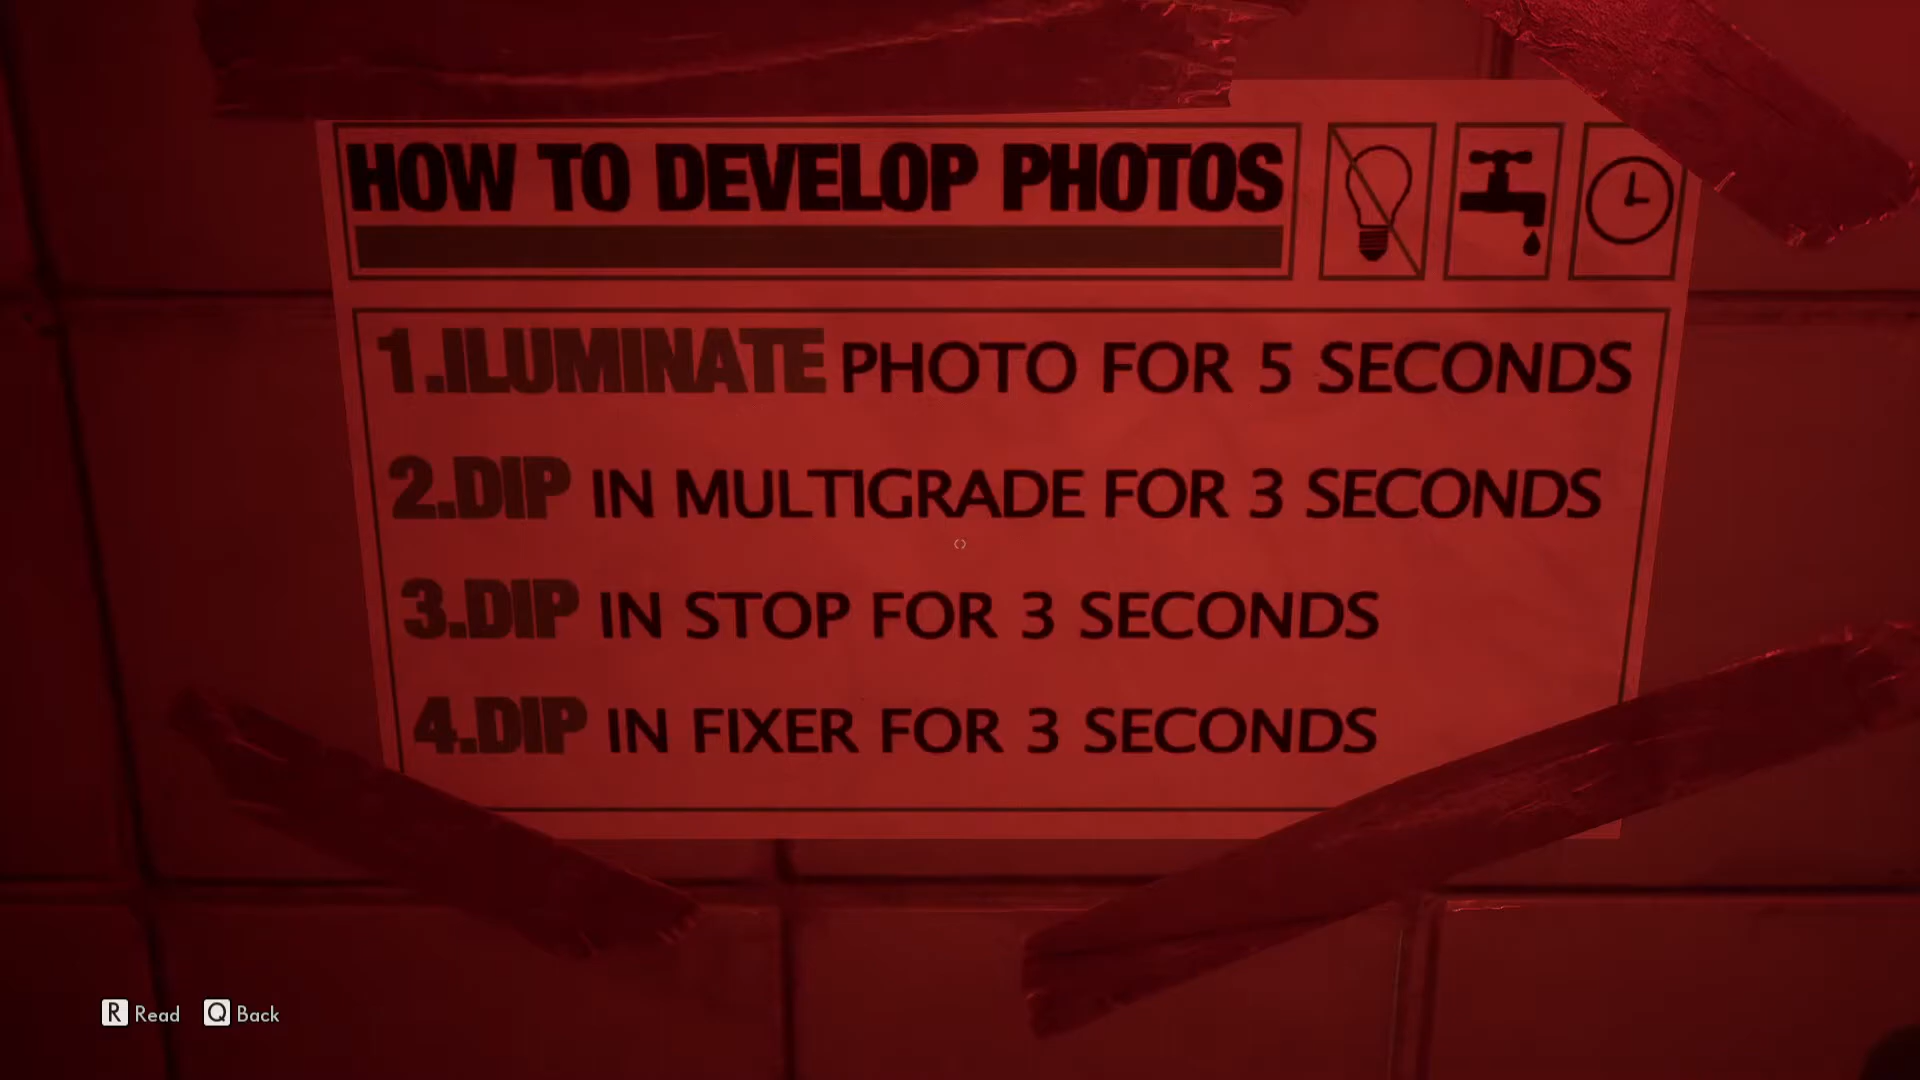 HOW TO DEVELOP PHOTOS
1.ILUMINATE PHOTO FOR 5 SECONDS
2.DIP IN MULTIGRADE FOR 3 SECONDS
3.DIP IN STOP FOR 3 SECONDS
4.DIP IN FIXER FOR 3 SECONDS
R Read Q Back